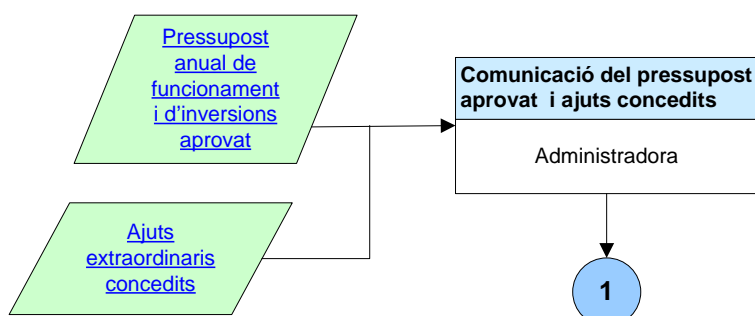 Pressupost
anual de
funcionament
i d'inversions
aprovat
Comunicació del pressupost
aprovat i ajuts concedits
Administradora
Ajuts
extraordinaris
concedits
1